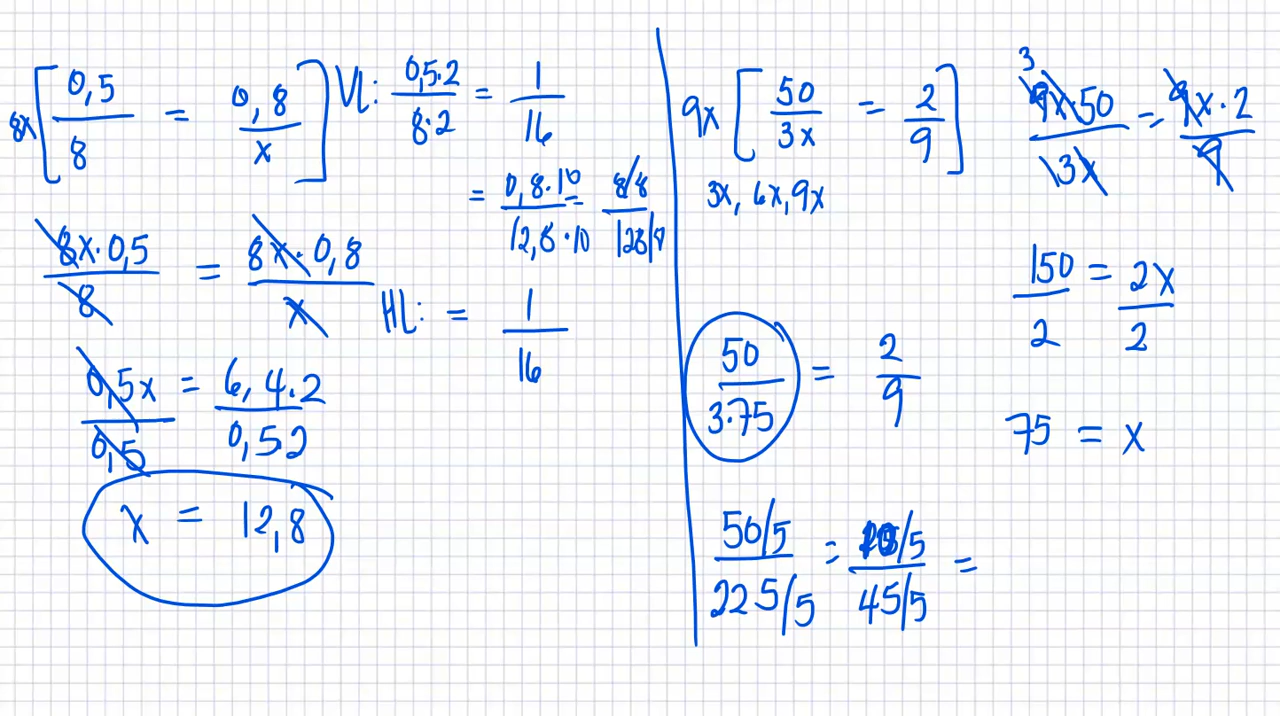 8x [ 0,5/8 = 0,8/x ]
VL: 0,5·2/8·2 = 1/16
= 0,8·10/12,8·10 = 8/8/128/8
8x·0,5/8 = 8x·0,8/x
HL: = 1/16
0,5x/0,5 = 6,4·2/0,5·2
x = 12,8
9x [ 50/3x = 2/9 ]
3x, 6x, 9x
3
9x·50/3x = 9x·2/9
150/2 = 2x/2
75 = x
50/3·75 = 2/9
50/5/225/5 = 10/5/45/5 =